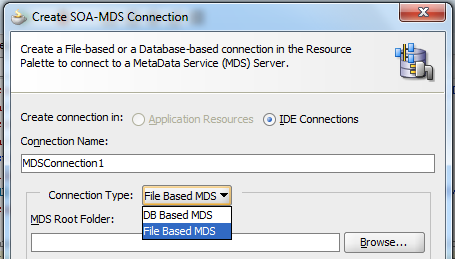 Create SOA-MDS Connection
Create a File-based or a Database-based connection in the Resource
Palette to connect to a MetaData Service (MDS) Server.
Create connection in: Application Resources IDE Connections
Connection Name:
MDSConnection1
Connection Type: File Based MDS
DB Based MDS
File Based MDS
MDS Root Folder:
Browse...